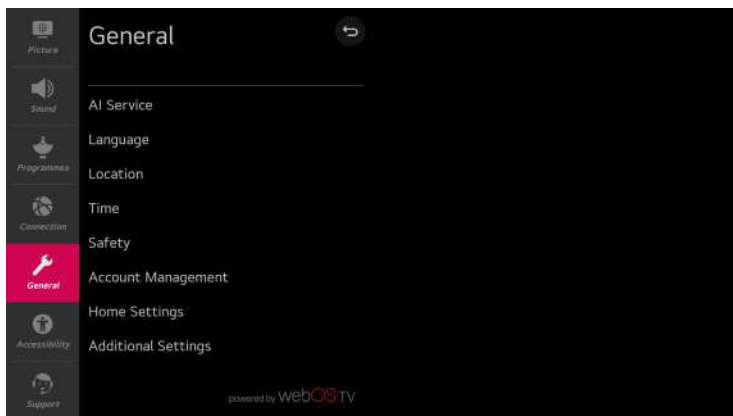 Picture
Sound
Programmes
Connection
General
Accessibility
Support
General
AI Service
Language
Location
Time
Safety
Account Management
Home Settings
Additional Settings
powered by webOS TV